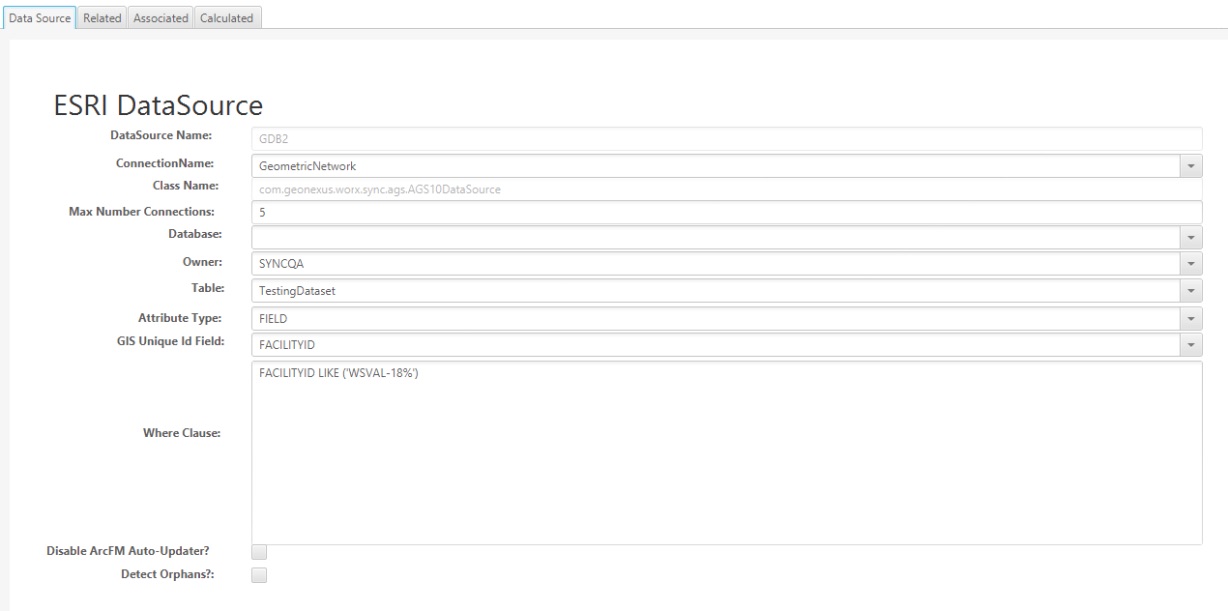 Data Source Related Associated Calculated
ESRI DataSource
DataSource Name: GDB2
ConnectionName: GeometricNetwork
Class Name: com.geonexus.worx.sync.ags.AGS10DataSource
Max Number Connections: 5
Database:
Owner: SYNCQA
Table: TestingDataset
Attribute Type: FIELD
GIS Unique Id Field: FACILITYID
FACILITYID LIKE ('WSVAL-18%')
Where Clause:
Disable ArcFM Auto-Updater?
Detect Orphans?: